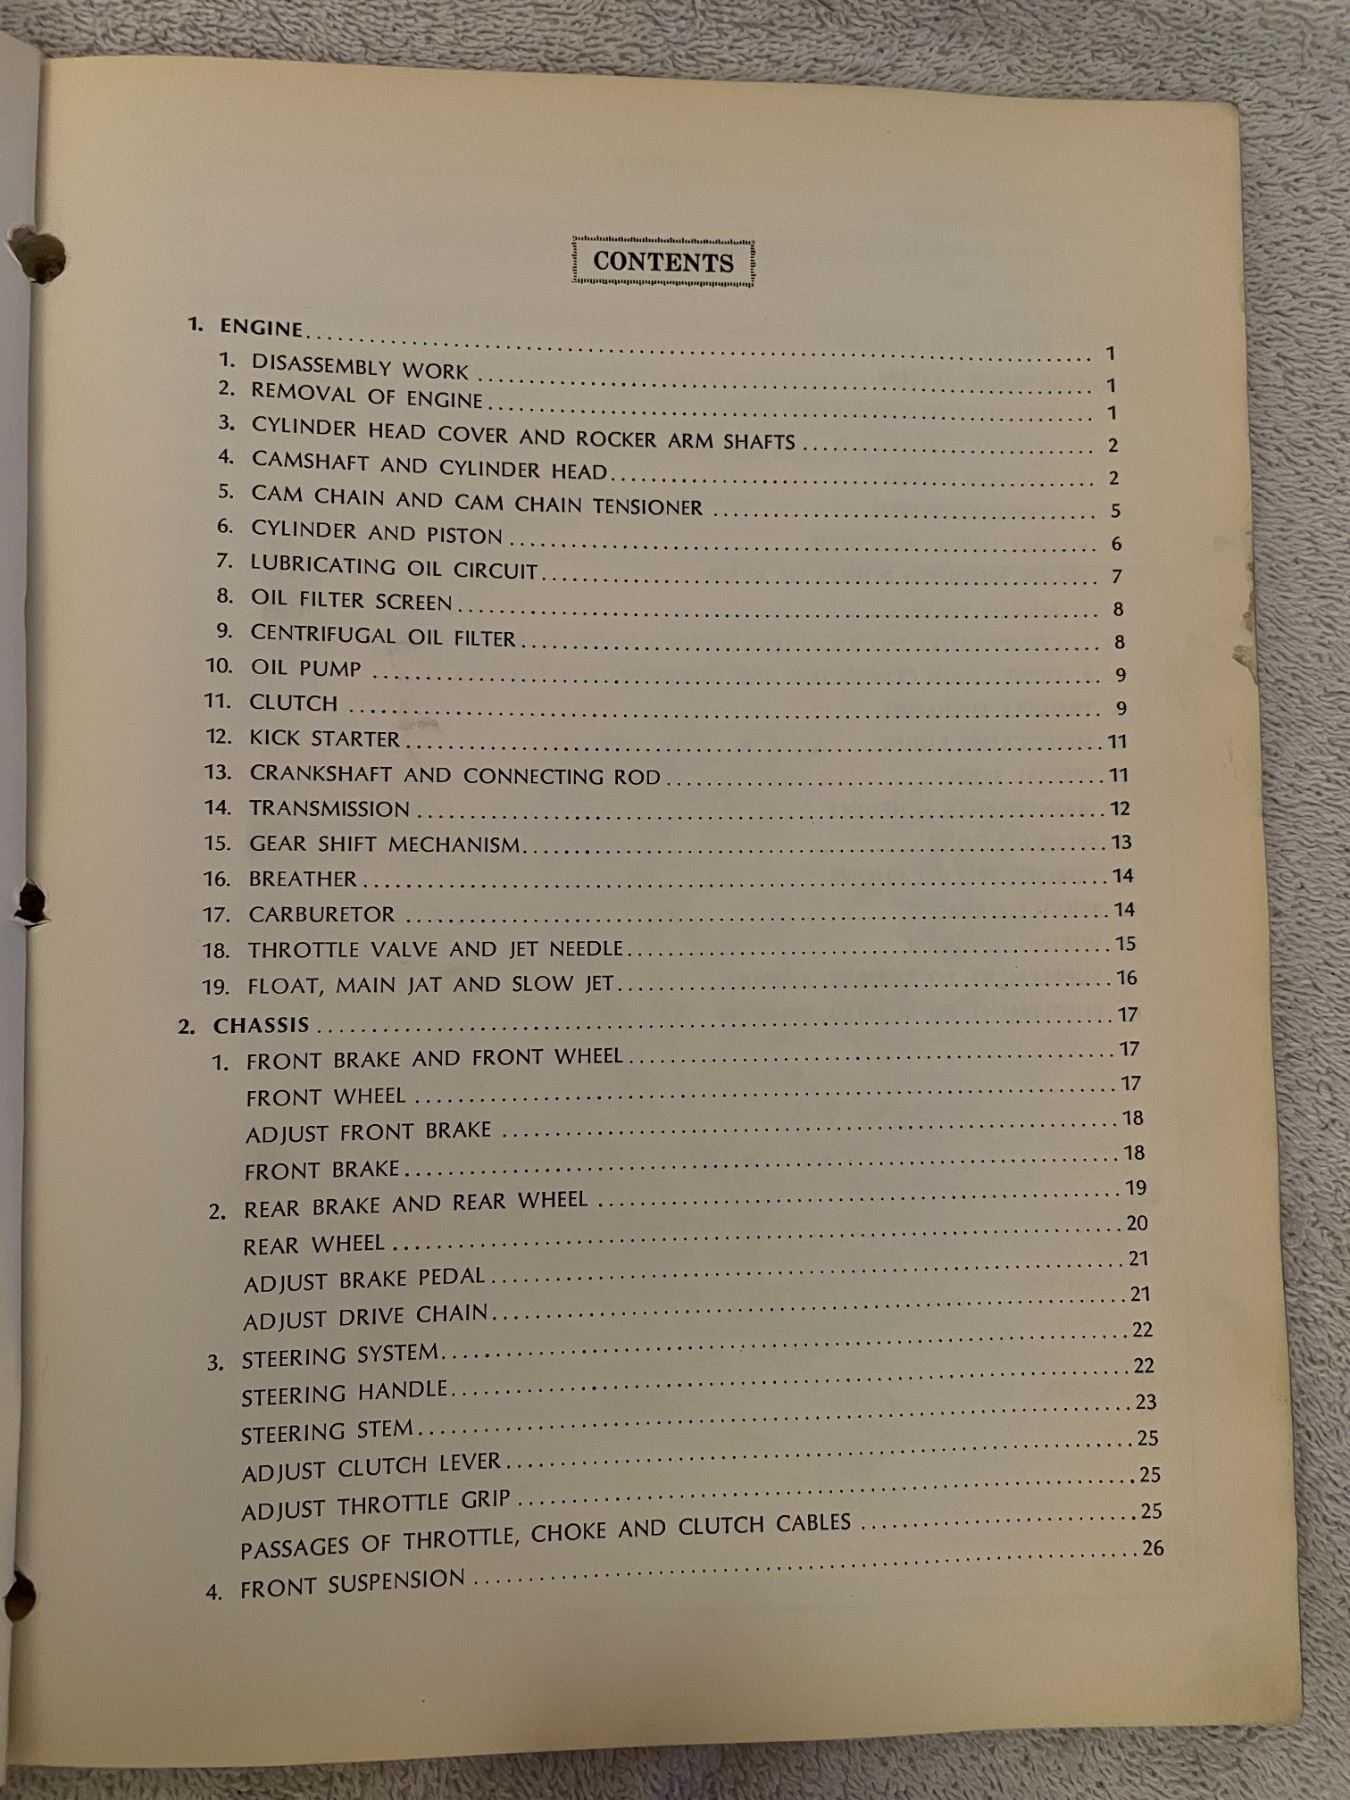 CONTENTS
1. ENGINE........................................................ 1
1. DISASSEMBLY WORK ........................................................ 1
2. REMOVAL OF ENGINE........................................................ 1
3. CYLINDER HEAD COVER AND ROCKER ARM SHAFTS ........................ 2
4. CAMSHAFT AND CYLINDER HEAD........................................ 2
5. CAM CHAIN AND CAM CHAIN TENSIONER ................................ 5
6. CYLINDER AND PISTON ............................................. 6
7. LUBRICATING OIL CIRCUIT.......................................... 7
8. OIL FILTER SCREEN................................................ 8
9. CENTRIFUGAL OIL FILTER........................................... 8
10. OIL PUMP ....................................................... 9
11. CLUTCH ......................................................... 9
12. KICK STARTER....................................................11
13. CRANKSHAFT AND CONNECTING ROD...................................11
14. TRANSMISSION....................................................12
15. GEAR SHIFT MECHANISM............................................13
16. BREATHER........................................................14
17. CARBURETOR .....................................................14
18. THROTTLE VALVE AND JET NEEDLE...................................15
19. FLOAT, MAIN JAT AND SLOW JET....................................16
2. CHASSIS .........................................................17
1. FRONT BRAKE AND FRONT WHEEL......................................17
FRONT WHEEL ........................................................17
ADJUST FRONT BRAKE .................................................18
FRONT BRAKE.........................................................18
2. REAR BRAKE AND REAR WHEEL .......................................19
REAR WHEEL .........................................................20
ADJUST BRAKE PEDAL..................................................21
ADJUST DRIVE CHAIN..................................................21
3. STEERING SYSTEM..................................................22
STEERING HANDLE.....................................................22
STEERING STEM.......................................................23
ADJUST CLUTCH LEVER.................................................25
ADJUST THROTTLE GRIP ...............................................25
PASSAGES OF THROTTLE, CHOKE AND CLUTCH CABLES ......................25
4. FRONT SUSPENSION ................................................26